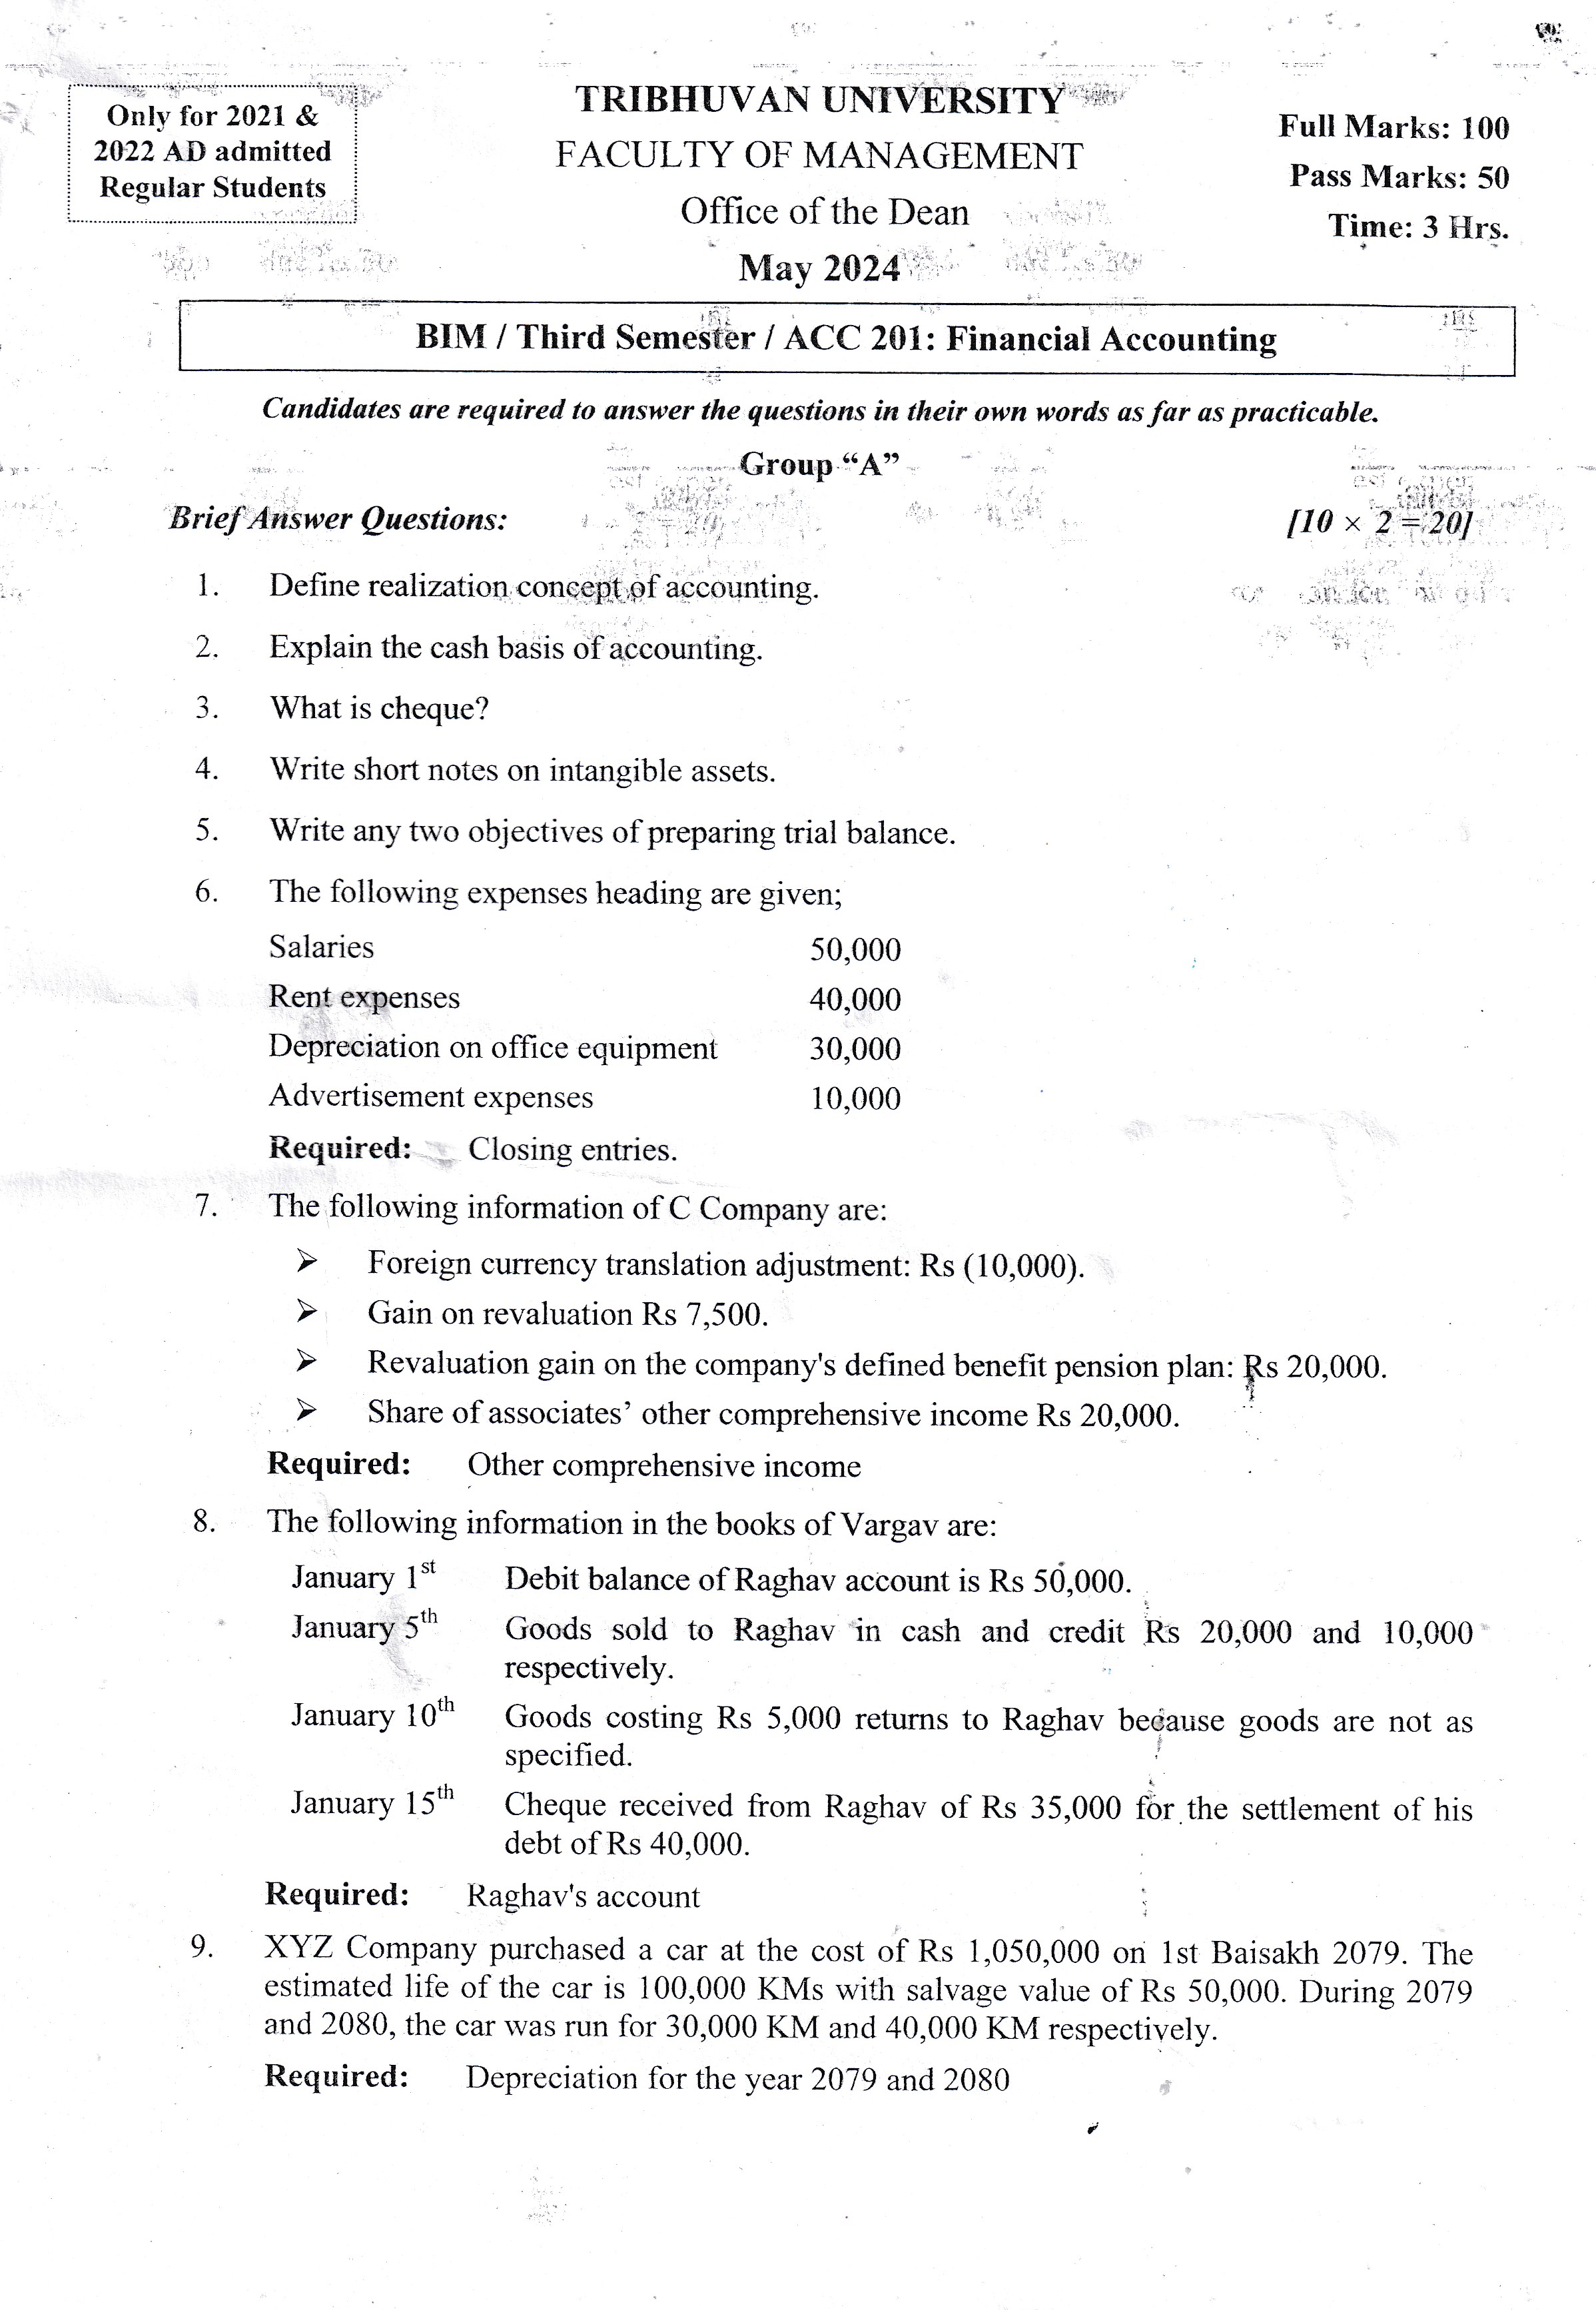 Only for 2021 &
2022 AD admitted
Regular Students
TRIBHUVAN UNIVERSITY
FACULTY OF MANAGEMENT
Office of the Dean
May 2024
Full Marks: 100
Pass Marks: 50
Time: 3 Hrs.
BIM / Third Semester / ACC 201: Financial Accounting
Candidates are required to answer the questions in their own words as far as practicable.
Group “A”
Brief Answer Questions: [10 × 2 = 20]
1. Define realization concept of accounting.
2. Explain the cash basis of accounting.
3. What is cheque?
4. Write short notes on intangible assets.
5. Write any two objectives of preparing trial balance.
6. The following expenses heading are given;
Salaries 50,000
Rent expenses 40,000
Depreciation on office equipment 30,000
Advertisement expenses 10,000
Required: Closing entries.
7. The following information of C Company are:
➢ Foreign currency translation adjustment: Rs (10,000).
➢ Gain on revaluation Rs 7,500.
➢ Revaluation gain on the company's defined benefit pension plan: Rs 20,000.
➢ Share of associates’ other comprehensive income Rs 20,000.
Required: Other comprehensive income
8. The following information in the books of Vargav are:
January 1st Debit balance of Raghav account is Rs 50,000.
January 5th Goods sold to Raghav in cash and credit Rs 20,000 and 10,000
respectively.
January 10th Goods costing Rs 5,000 returns to Raghav because goods are not as
specified.
January 15th Cheque received from Raghav of Rs 35,000 for the settlement of his
debt of Rs 40,000.
Required: Raghav's account
9. XYZ Company purchased a car at the cost of Rs 1,050,000 on 1st Baisakh 2079. The
estimated life of the car is 100,000 KMs with salvage value of Rs 50,000. During 2079
and 2080, the car was run for 30,000 KM and 40,000 KM respectively.
Required: Depreciation for the year 2079 and 2080